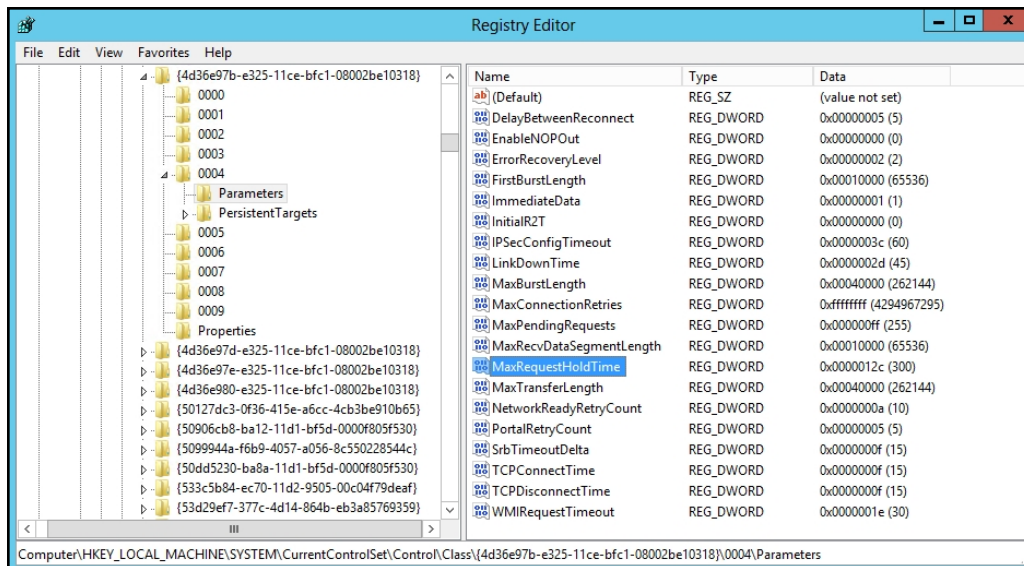 Registry Editor
File Edit View Favorites Help
{4d36e97b-e325-11ce-bfc1-08002be10318}
0000
0001
0002
0003
0004
Parameters
PersistentTargets
0005
0006
0007
0008
0009
Properties
{4d36e97d-e325-11ce-bfc1-08002be10318}
{4d36e97e-e325-11ce-bfc1-08002be10318}
{4d36e980-e325-11ce-bfc1-08002be10318}
{50127dc3-0f36-415e-a6cc-4cb3be910b65}
{50906cb8-ba12-11d1-bf5d-0000f805f530}
{5099944a-f6b9-4057-a056-8c550228544c}
{50dd5230-ba8a-11d1-bf5d-0000f805f530}
{533c5b84-ec70-11d2-9505-00c04f79deaf}
{53d29ef7-377c-4d14-864b-eb3a85769359}
Name Type Data
(Default) REG_SZ (value not set)
DelayBetweenReconnect REG_DWORD 0x00000005 (5)
EnableNOPOut REG_DWORD 0x00000000 (0)
ErrorRecoveryLevel REG_DWORD 0x00000002 (2)
FirstBurstLength REG_DWORD 0x00010000 (65536)
ImmediateData REG_DWORD 0x00000001 (1)
InitialR2T REG_DWORD 0x00000000 (0)
IPSecConfigTimeout REG_DWORD 0x0000003c (60)
LinkDownTime REG_DWORD 0x0000002d (45)
MaxBurstLength REG_DWORD 0x00040000 (262144)
MaxConnectionRetries REG_DWORD 0xffffffff (4294967295)
MaxPendingRequests REG_DWORD 0x000000ff (255)
MaxRecvDataSegmentLength REG_DWORD 0x00010000 (65536)
MaxRequestHoldTime REG_DWORD 0x0000012c (300)
MaxTransferLength REG_DWORD 0x00040000 (262144)
NetworkReadyRetryCount REG_DWORD 0x0000000a (10)
PortalRetryCount REG_DWORD 0x00000005 (5)
SrbTimeoutDelta REG_DWORD 0x0000000f (15)
TCPConnectTime REG_DWORD 0x0000000f (15)
TCPDisconnectTime REG_DWORD 0x0000000f (15)
WMIRequestTimeout REG_DWORD 0x0000001e (30)
Computer\HKEY_LOCAL_MACHINE\SYSTEM\CurrentControlSet\Control\Class\{4d36e97b-e325-11ce-bfc1-08002be10318}\0004\Parameters